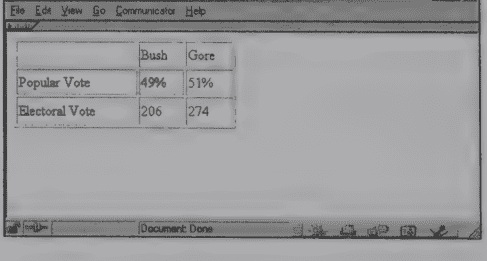 File Edit View Go Communicator Help
Bush Gore
Popular Vote 49% 51%
Electoral Vote 206 274
Document: Done